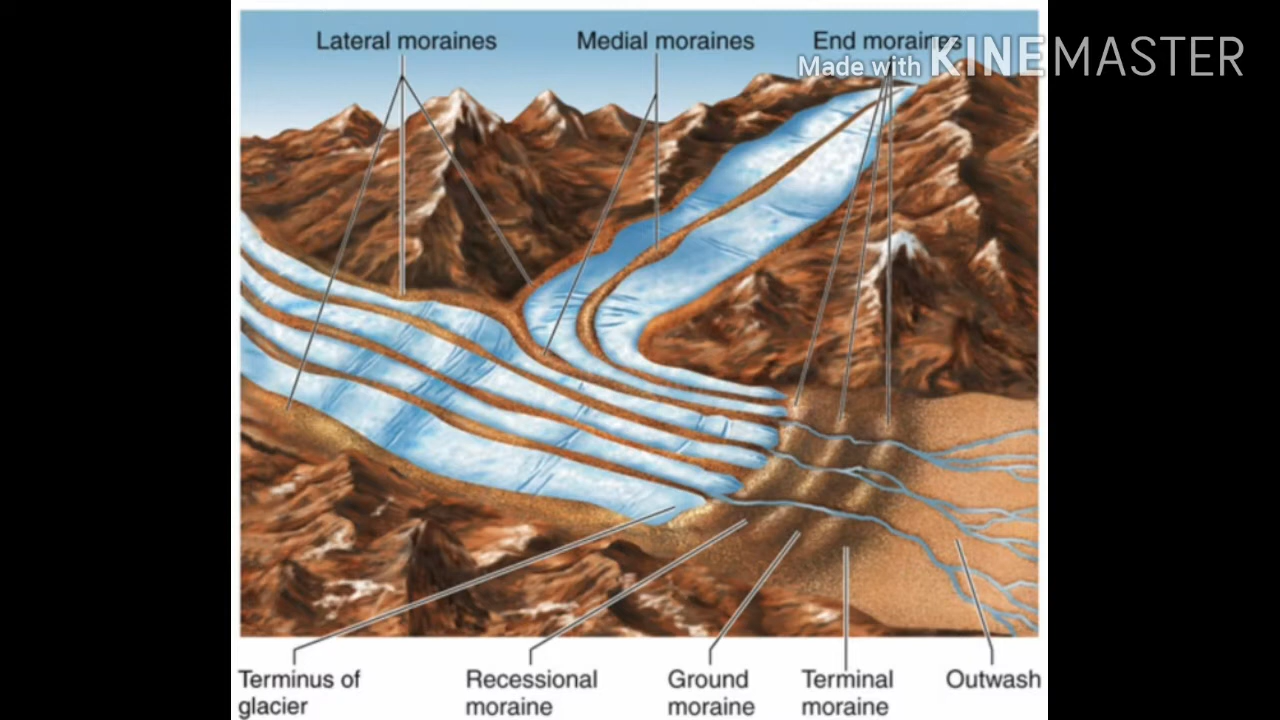 Lateral moraines
Medial moraines
End moraines
Made with KINEMASTER
Terminus of
glacier
Recessional
moraine
Ground
moraine
Terminal
moraine
Outwash